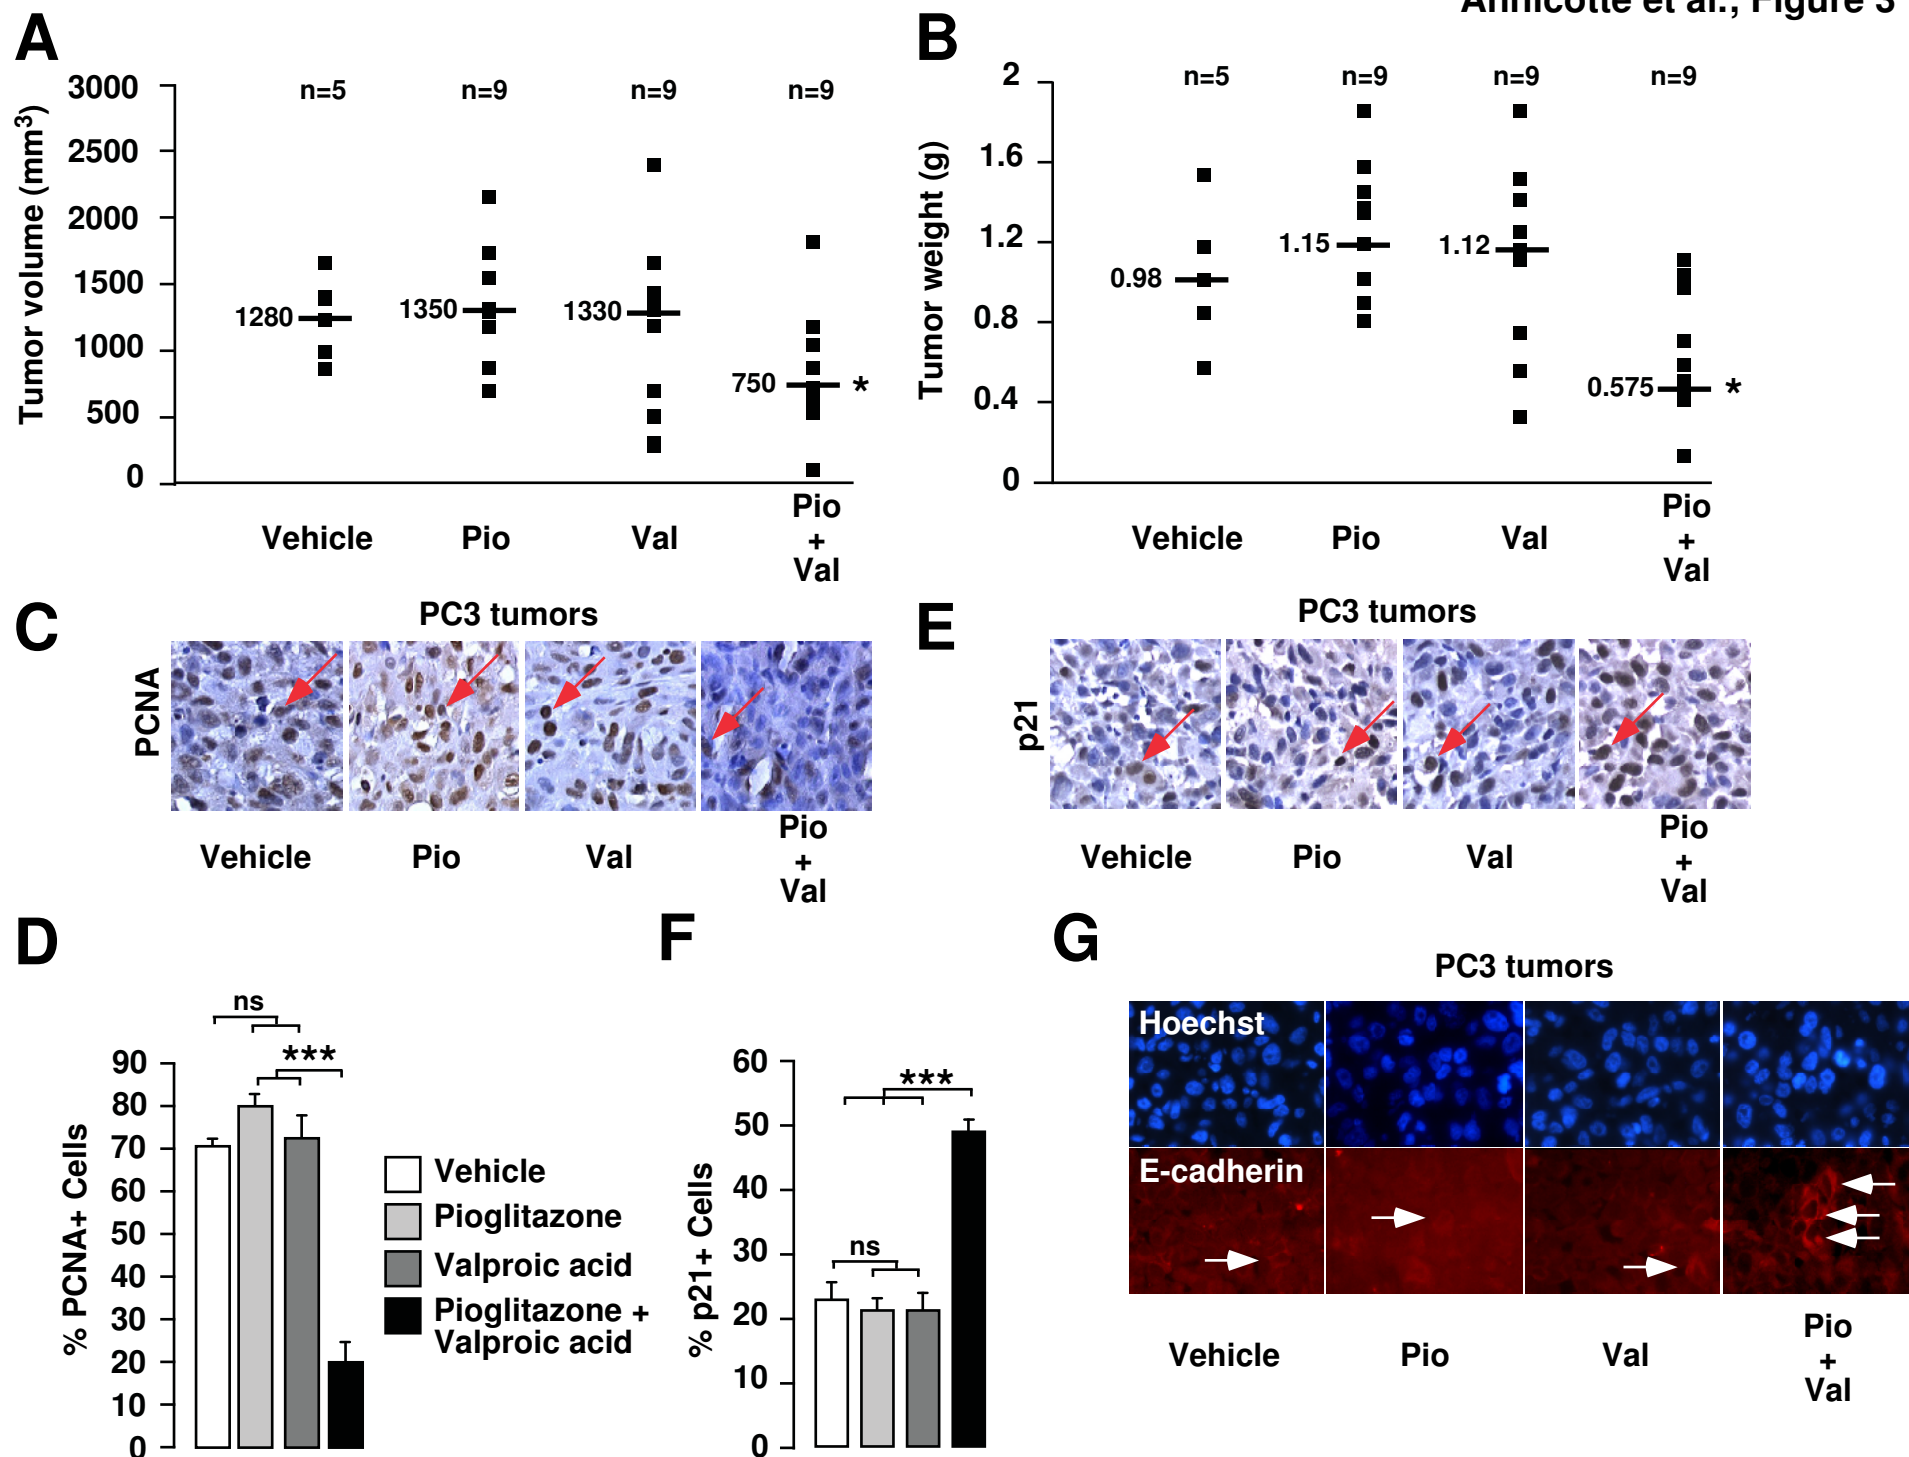 Annicotte et al., Figure 3
A
Tumor volume (mm3)
3000
2500
2000
1500
1000
500
0
n=5
n=9
n=9
n=9
1280
1350
1330
750
*
Vehicle
Pio
Val
Pio
+
Val
B
Tumor weight (g)
2
1.6
1.2
0.8
0.4
0
n=5
n=9
n=9
n=9
0.98
1.15
1.12
0.575
*
Vehicle
Pio
Val
Pio
+
Val
C
PC3 tumors
PCNA
Vehicle
Pio
Val
Pio
+
Val
E
PC3 tumors
p21
Vehicle
Pio
Val
Pio
+
Val
D
% PCNA+ Cells
90
80
70
60
50
40
30
20
10
0
ns
***
Vehicle
Pioglitazone
Valproic acid
Pioglitazone +
Valproic acid
F
% p21+ Cells
60
50
40
30
20
10
0
ns
***
G
PC3 tumors
Hoechst
E-cadherin
Vehicle
Pio
Val
Pio
+
Val